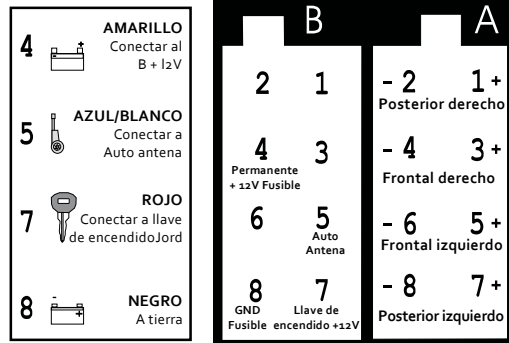 4
AMARILLO
Conectar al
B + l2V
5
AZUL/BLANCO
Conectar a
Auto antena
7
ROJO
Conectar a llave
de encendidoJord
8
NEGRO
A tierra
B
2 1
4 3
Permanente
+ 12V Fusible
6 5
Auto
Antena
8 7
GND Llave de
Fusible encendido +12V
A
- 2 1 +
Posterior derecho
- 4 3 +
Frontal derecho
- 6 5 +
Frontal izquierdo
- 8 7 +
Posterior izquierdo